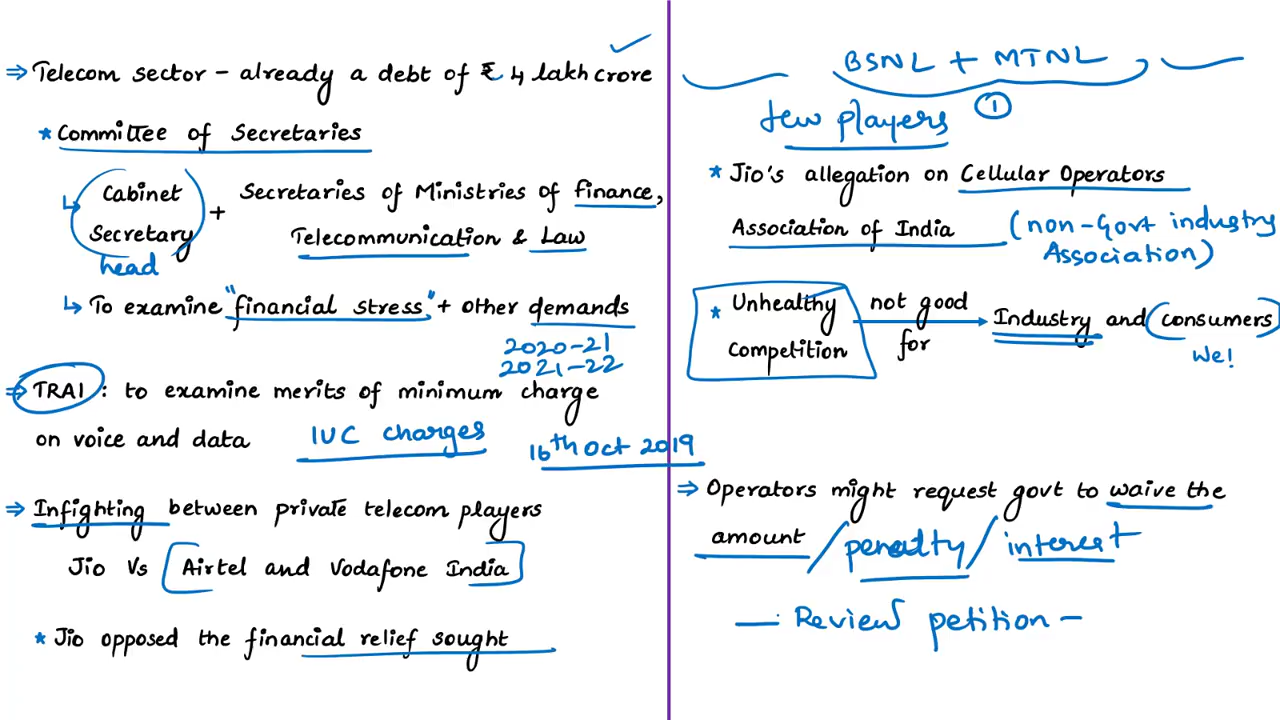 ⇒ Telecom sector - already a debt of ₹ 4 lakh crore
* Committee of Secretaries
↳ Cabinet Secretary + Secretaries of Ministries of finance,
Telecommunication & Law
head
↳ To examine "financial stress" + other demands
2020-21
2021-22
⇒ TRAI : to examine merits of minimum charge
on voice and data IUC charges 16th Oct 2019
⇒ Infighting between private telecom players
Jio Vs Airtel and Vodafone India
* Jio opposed the financial relief sought
BSNL + MTNL
few players ①
* Jio's allegation on Cellular Operators
Association of India (non-Govt industry
Association)
* Unhealthy Competition not good for → Industry and (consumers)
We!
⇒ Operators might request govt to waive the
amount / penalty / interest
— Review petition —